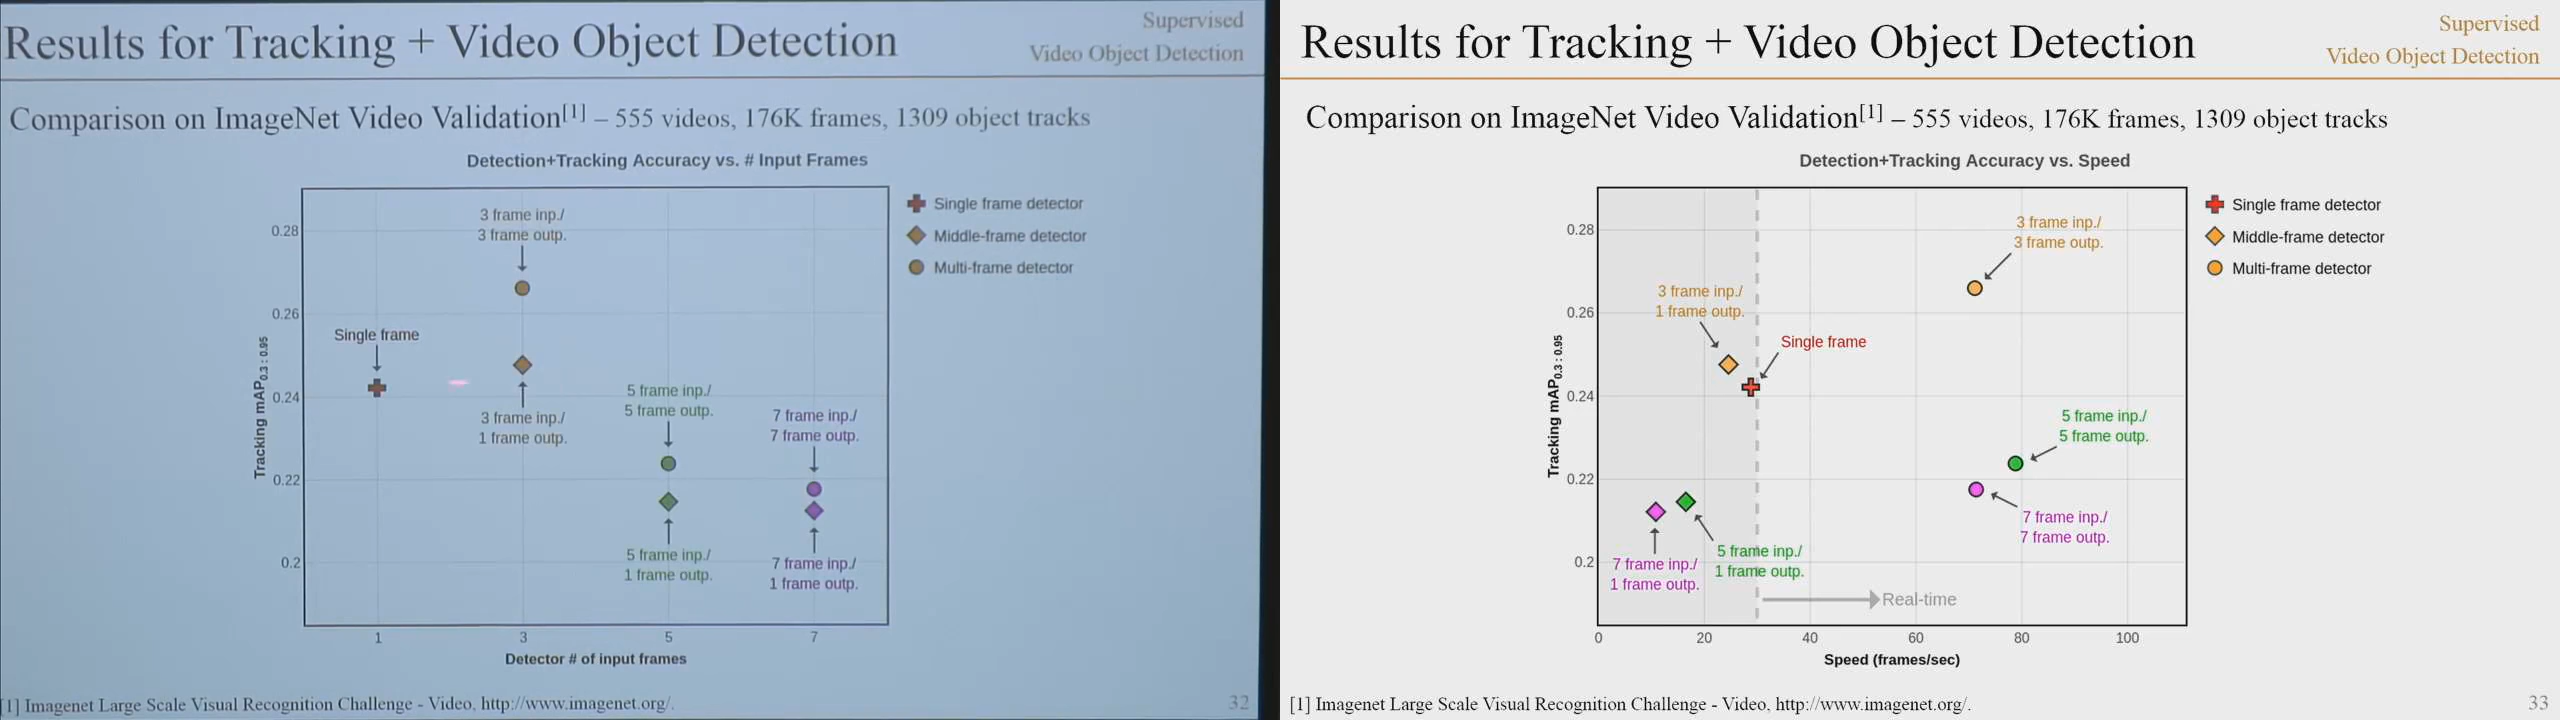 Results for Tracking + Video Object Detection
Supervised
Video Object Detection
Comparison on ImageNet Video Validation[1] – 555 videos, 176K frames, 1309 object tracks
Detection+Tracking Accuracy vs. # Input Frames
Single frame detector
Middle-frame detector
Multi-frame detector
3 frame inp./
3 frame outp.
Single frame
3 frame inp./
1 frame outp.
5 frame inp./
5 frame outp.
7 frame inp./
7 frame outp.
5 frame inp./
1 frame outp.
7 frame inp./
1 frame outp.
0.28
0.26
0.24
0.22
0.2
Tracking mAP0.3 : 0.95
1 3 5 7
Detector # of input frames
[1] Imagenet Large Scale Visual Recognition Challenge - Video, http://www.imagenet.org/.
32
Results for Tracking + Video Object Detection
Supervised
Video Object Detection
Comparison on ImageNet Video Validation[1] – 555 videos, 176K frames, 1309 object tracks
Detection+Tracking Accuracy vs. Speed
Single frame detector
Middle-frame detector
Multi-frame detector
3 frame inp./
3 frame outp.
3 frame inp./
1 frame outp.
Single frame
5 frame inp./
5 frame outp.
7 frame inp./
7 frame outp.
5 frame inp./
1 frame outp.
7 frame inp./
1 frame outp.
Real-time
0.28
0.26
0.24
0.22
0.2
Tracking mAP0.3 : 0.95
0 20 40 60 80 100
Speed (frames/sec)
[1] Imagenet Large Scale Visual Recognition Challenge - Video, http://www.imagenet.org/.
33